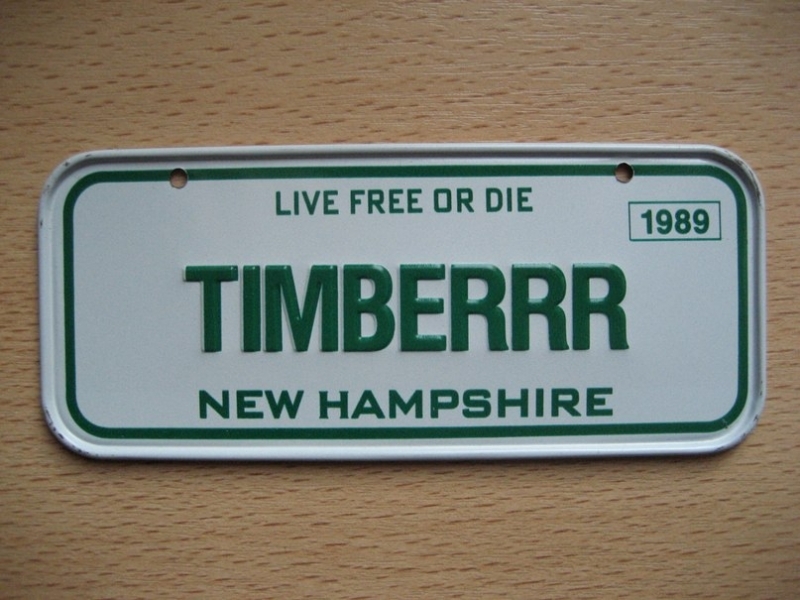 LIVE FREE OR DIE
1989
TIMBERRR
NEW HAMPSHIRE